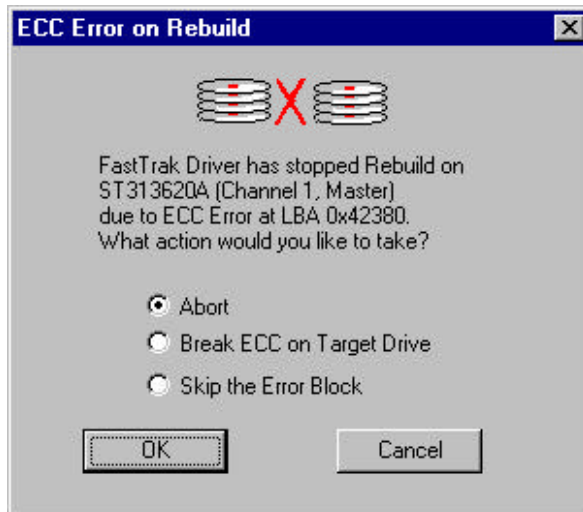 ECC Error on Rebuild
FastTrak Driver has stopped Rebuild on
ST313620A (Channel 1, Master)
due to ECC Error at LBA 0x42380.
What action would you like to take?
Abort
Break ECC on Target Drive
Skip the Error Block
OK
Cancel